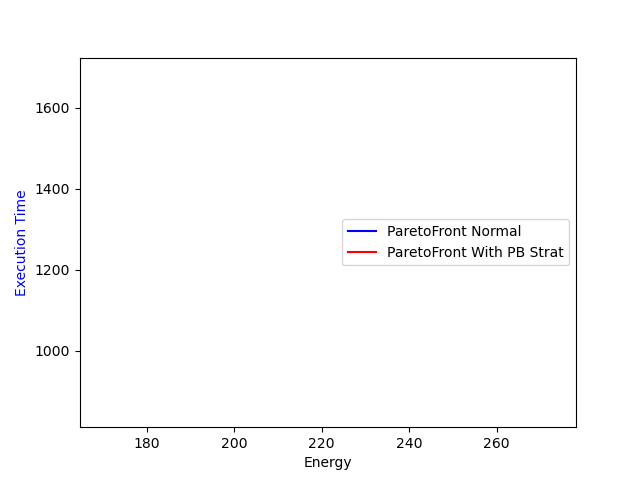 1600
1400
1200
1000
Execution Time
ParetoFront Normal
ParetoFront With PB Strat
180 200 220 240 260
Energy